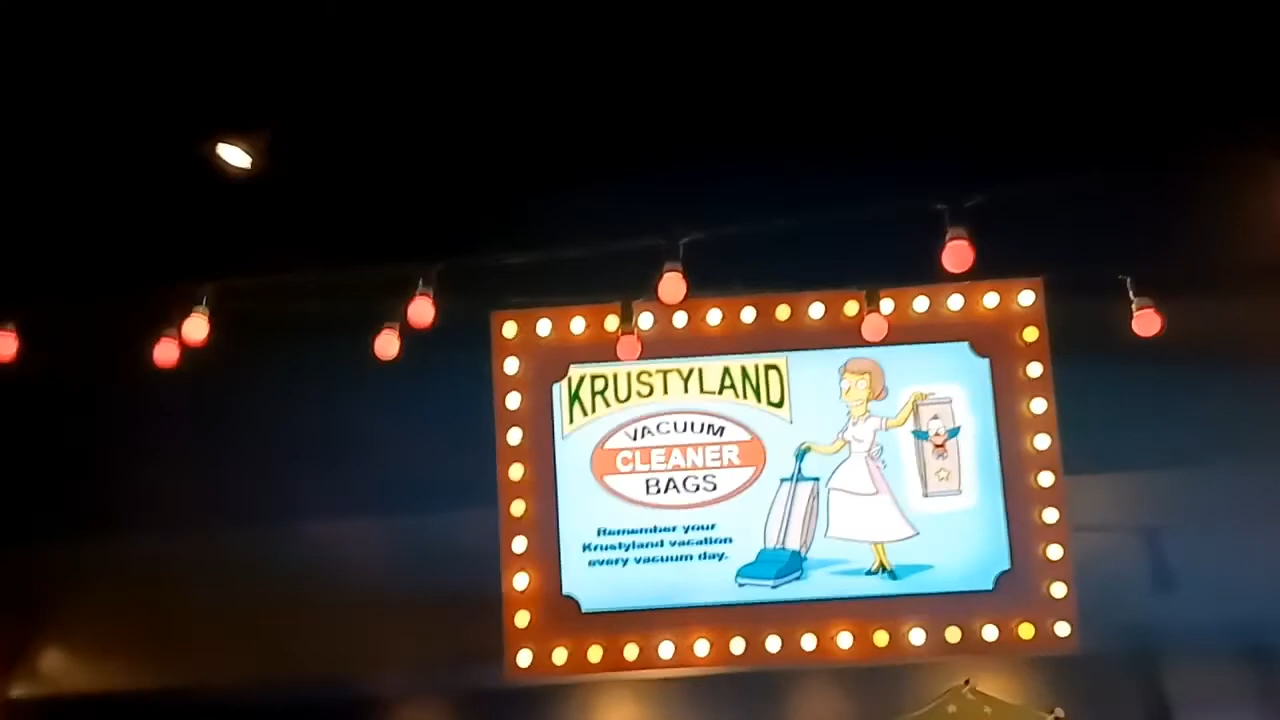 KRUSTYLAND
VACUUM
CLEANER
BAGS
Remember your
Krustyland vacation
every vacuum day.